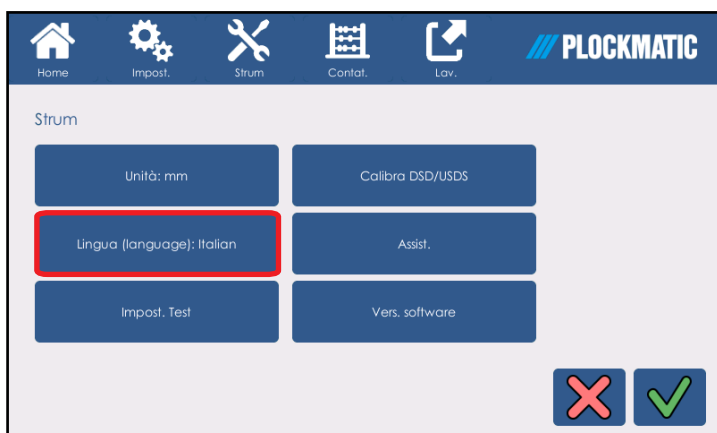 Home Impost. Strum Contat. Lav. PLOCKMATIC
Strum
Unità: mm Calibra DSD/USDS
Lingua (language): Italian Assist.
Impost. Test Vers. software